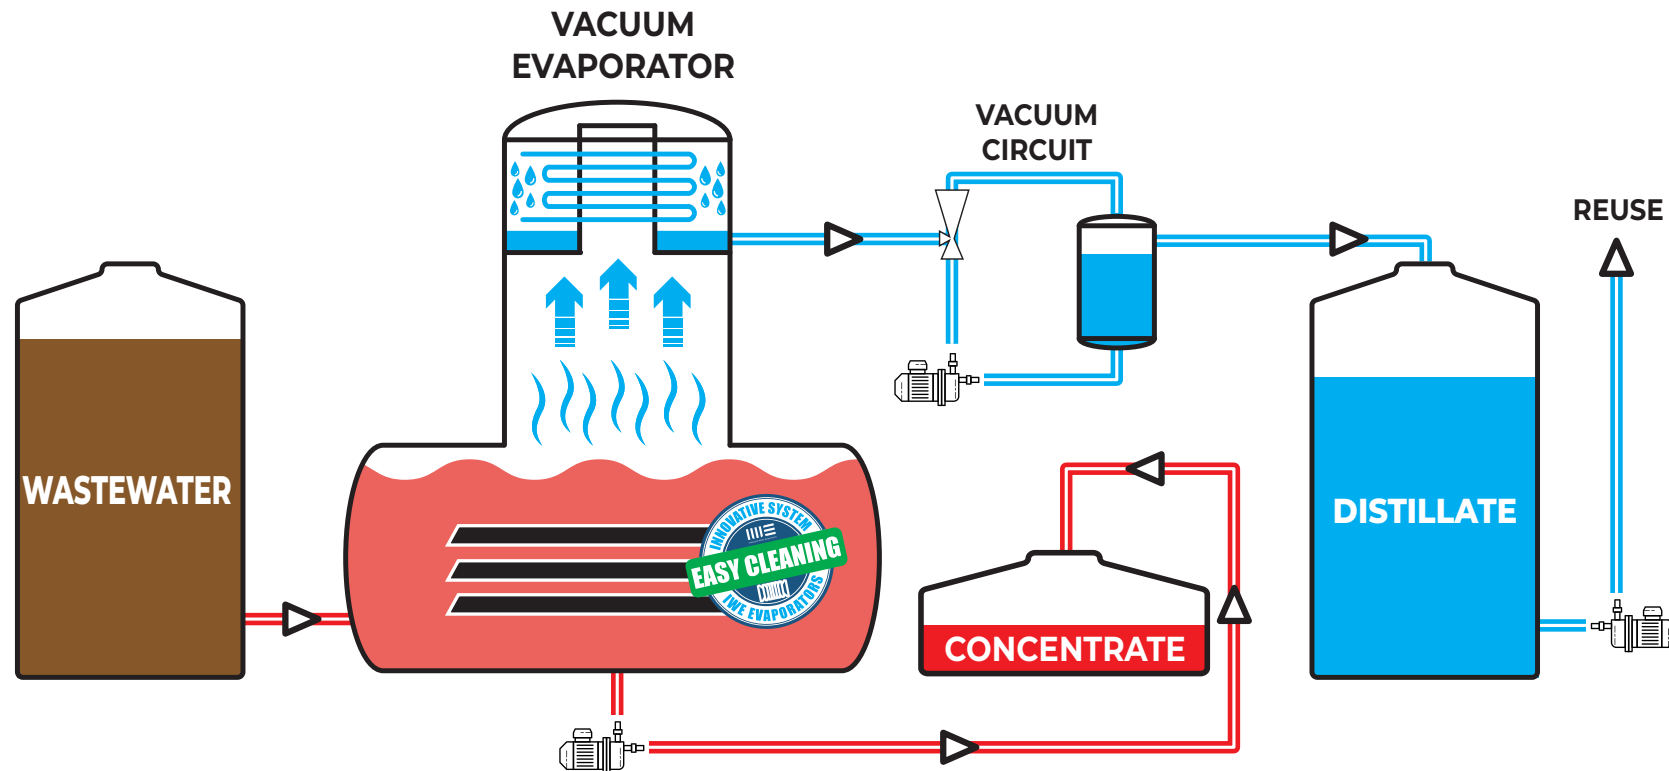 VACUUM
EVAPORATOR
VACUUM
CIRCUIT
REUSE
WASTEWATER
INNOVATIVE SYSTEM
EASY CLEANING
IWE EVAPORATORS
DISTILLATE
CONCENTRATE